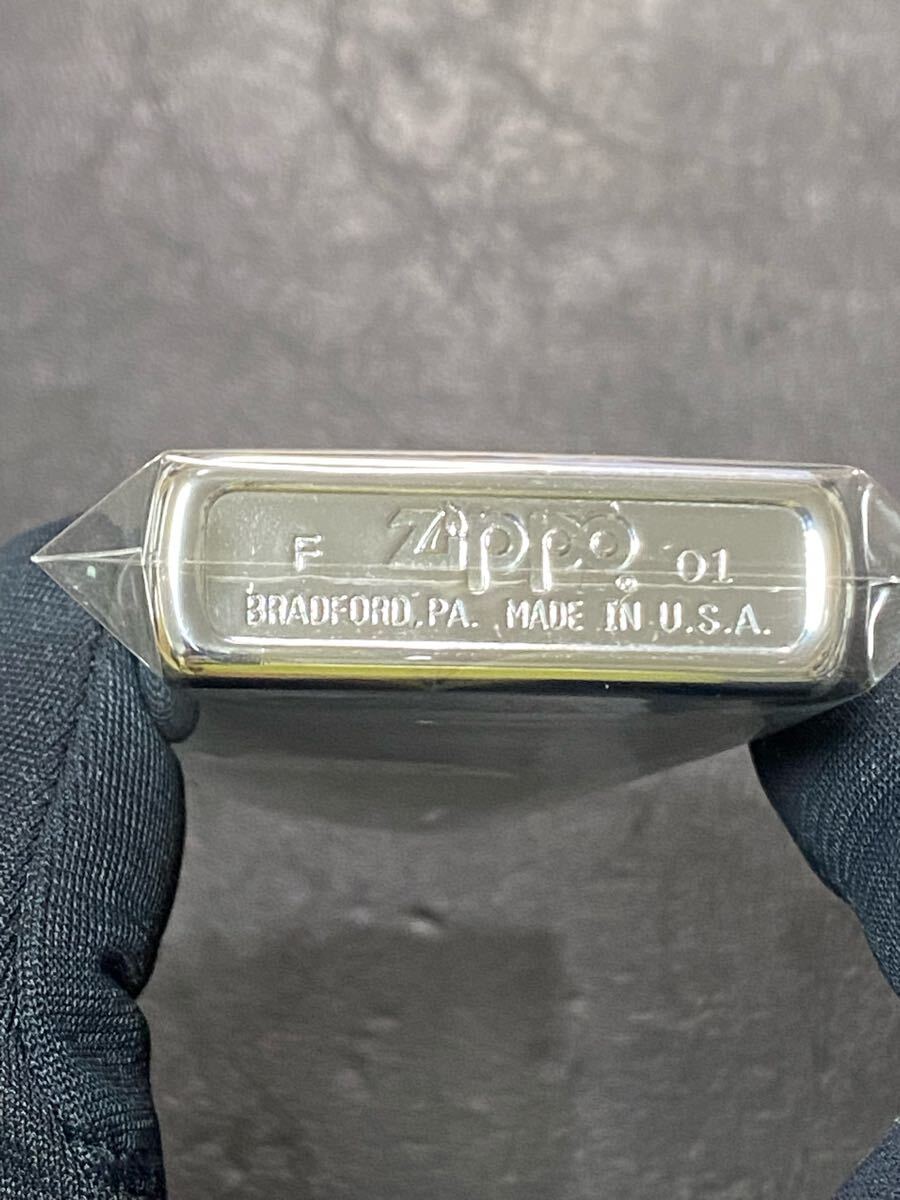 F Zippo ® 01
BRADFORD, PA. MADE IN U.S.A.